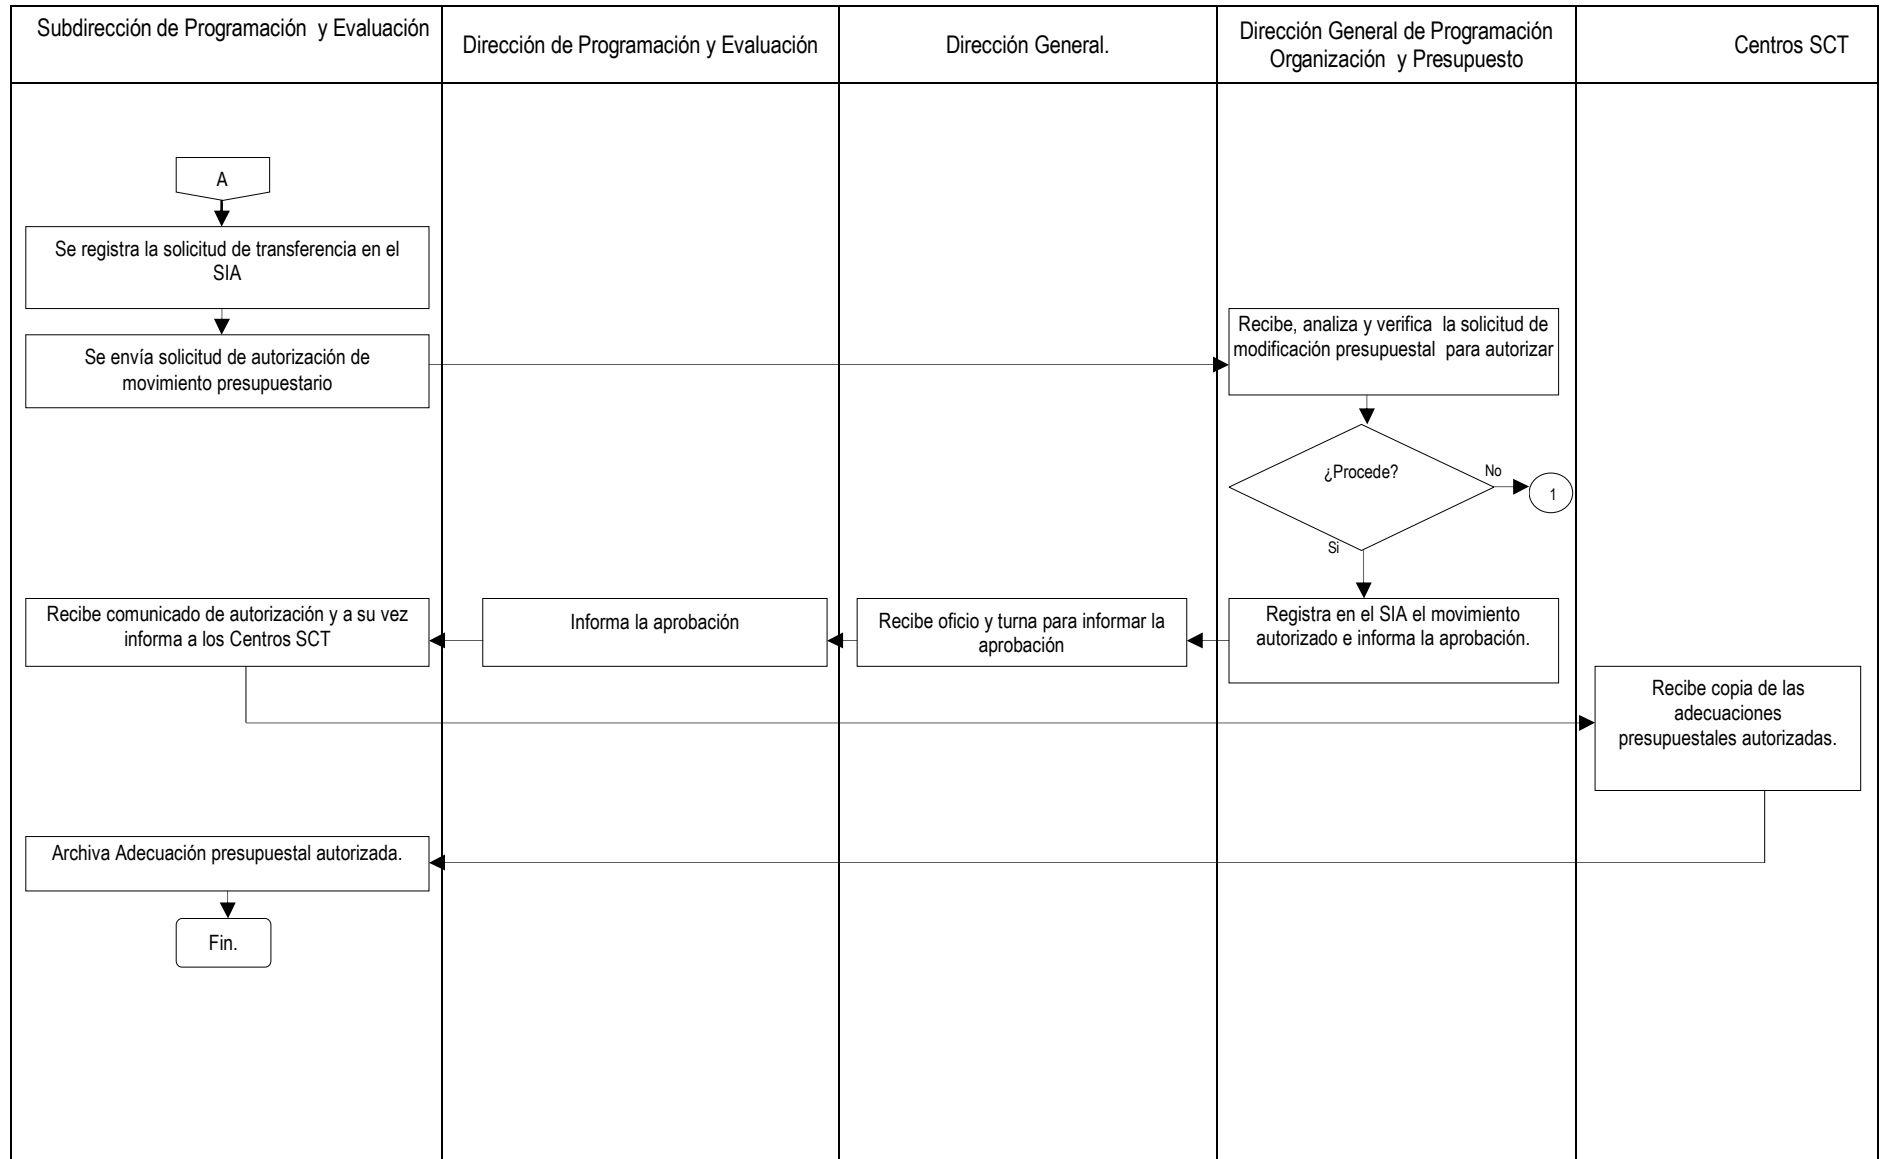 Subdirección de Programación y Evaluación
Dirección de Programación y Evaluación
Dirección General.
Dirección General de Programación
Organización y Presupuesto
Centros SCT
A
Se registra la solicitud de transferencia en el
SIA
Se envía solicitud de autorización de
movimiento presupuestario
Recibe, analiza y verifica la solicitud de
modificación presupuestal para autorizar
¿Procede?
No
1
Si
Recibe comunicado de autorización y a su vez
informa a los Centros SCT
Informa la aprobación
Recibe oficio y turna para informar la
aprobación
Registra en el SIA el movimiento
autorizado e informa la aprobación.
Recibe copia de las
adecuaciones
presupuestales autorizadas.
Archiva Adecuación presupuestal autorizada.
Fin.